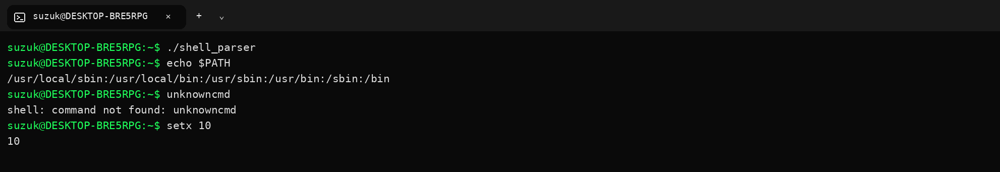 suzuk@DESKTOP-BRE5RPG × + ⌄
suzuk@DESKTOP-BRE5RPG:~$ ./shell_parser
suzuk@DESKTOP-BRE5RPG:~$ echo $PATH
/usr/local/sbin:/usr/local/bin:/usr/sbin:/usr/bin:/sbin:/bin
suzuk@DESKTOP-BRE5RPG:~$ unknowncmd
shell: command not found: unknowncmd
suzuk@DESKTOP-BRE5RPG:~$ setx 10
10